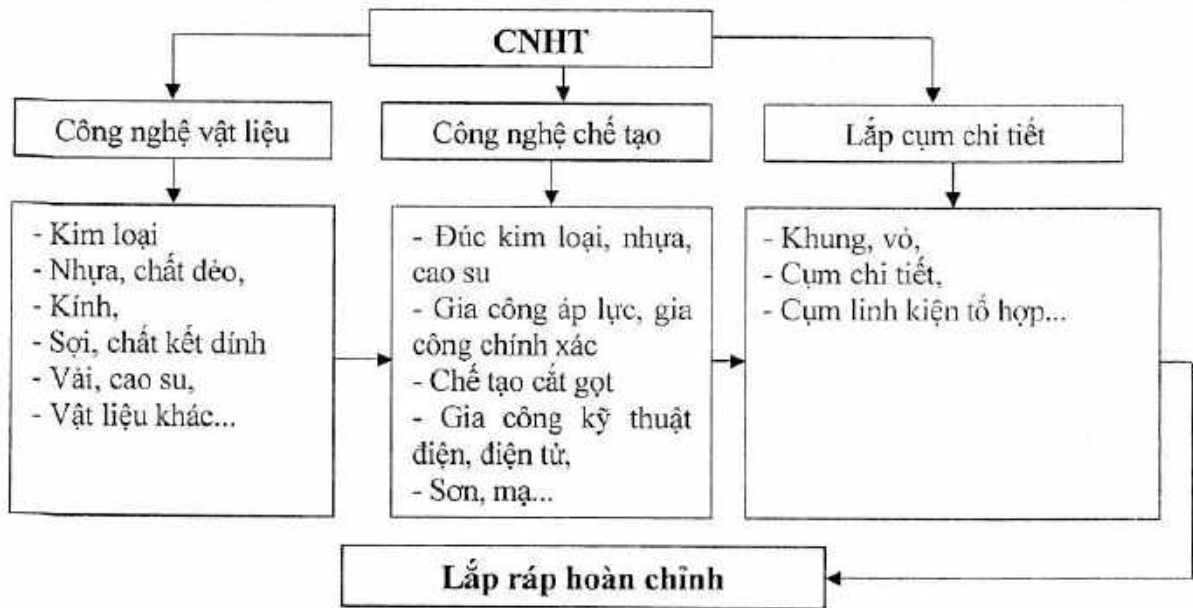 CNHT
Công nghệ vật liệu
Công nghệ chế tạo
Lắp cụm chi tiết
- Kim loại
- Nhựa, chất dẻo,
- Kính,
- Sợi, chất kết dính
- Vải, cao su,
- Vật liệu khác...
- Đúc kim loại, nhựa,
cao su
- Gia công áp lực, gia
công chính xác
- Chế tạo cắt gọt
- Gia công kỹ thuật
điện, điện tử,
- Sơn, mạ...
- Khung, vỏ,
- Cụm chi tiết,
- Cụm linh kiện tổ hợp...
Lắp ráp hoàn chỉnh